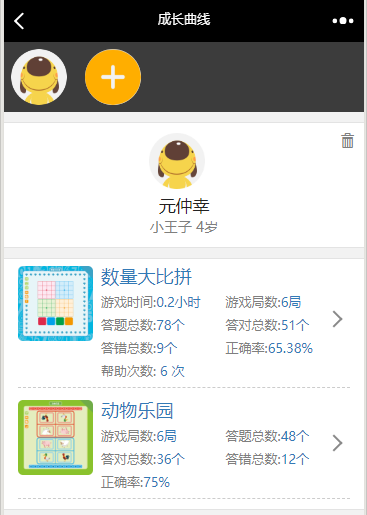 成长曲线
元仲幸
小王子 4岁
数量大比拼
游戏时间:0.2小时 游戏局数:6局
答题总数:78个 答对总数:51个
答错总数:9个 正确率:65.38%
帮助次数: 6 次
动物乐园
游戏局数:6局 答题总数:48个
答对总数:36个 答错总数:12个
正确率:75%